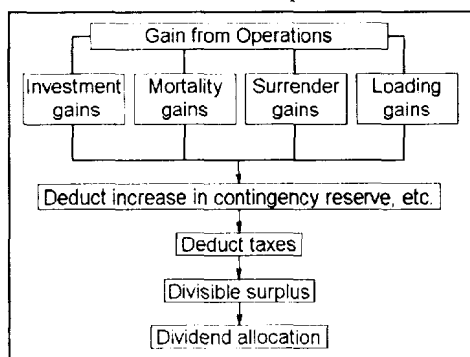 Gain from Operations
Investment gains
Mortality gains
Surrender gains
Loading gains
Deduct increase in contingency reserve, etc.
Deduct taxes
Divisible surplus
Dividend allocation